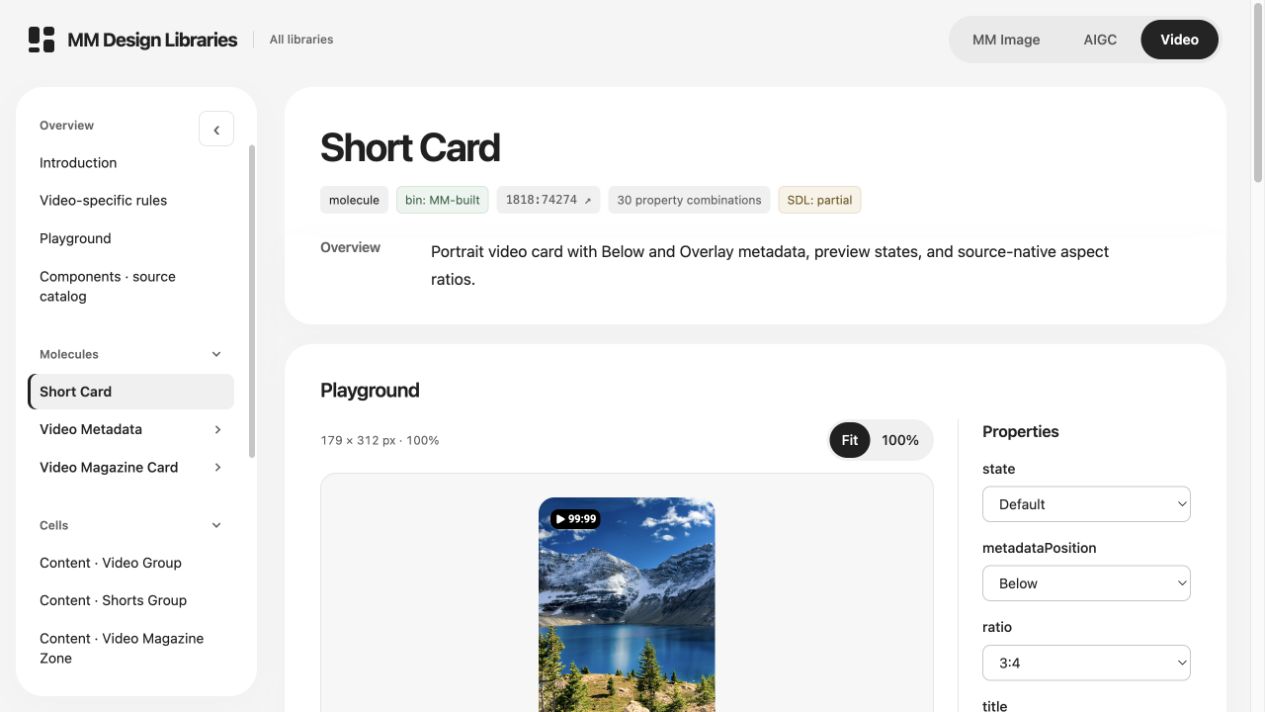 MM Design Libraries
All libraries
MM Image
AIGC
Video
Overview
Introduction
Video-specific rules
Playground
Components · source
catalog
Molecules
Short Card
Video Metadata
Video Magazine Card
Cells
Content · Video Group
Content · Shorts Group
Content · Video Magazine
Zone
Short Card
molecule
bin: MM-built
1818:74274 ↗
30 property combinations
SDL: partial
Overview
Portrait video card with Below and Overlay metadata, preview states, and source-native aspect
ratios.
Playground
179 × 312 px · 100%
Fit
100%
99:99
Properties
state
Default
metadataPosition
Below
ratio
3:4
title